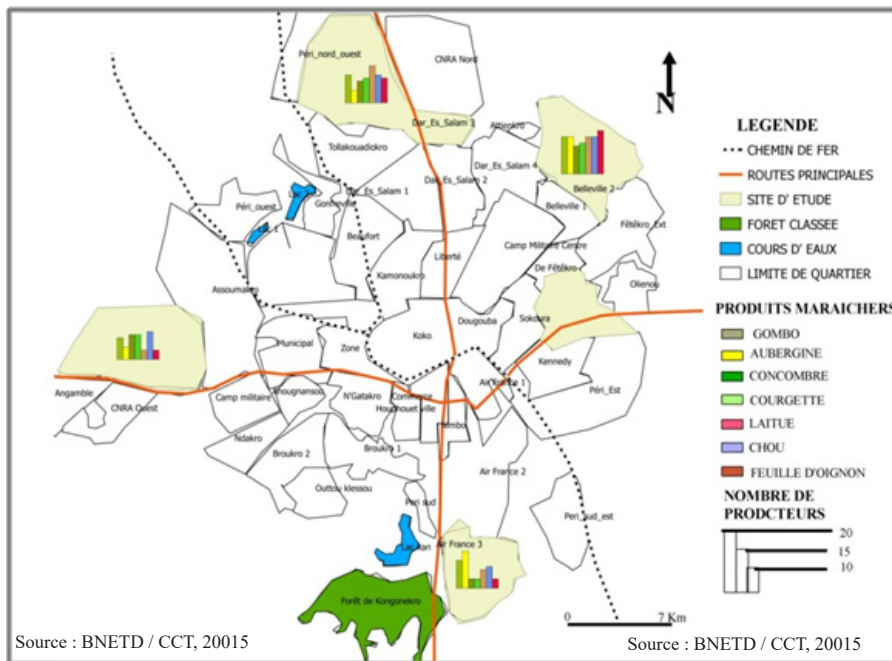 Péri_nord_ouest
CNRA Nord
N
Dar_Es_Salam 3
Attienkro
Tollakouadiokro
Dar_Es_Salam 4
Dar_Es_Salam 2
Belleville 2
Dar_Es_Salam 1
Gonfreville
Péri_ouest
Belleville 1
Fêtêkro_Ext
Beaufort
Liberté
Camp Militaire Centre
De Fêtêkro
Kamonoukro
Assoumakro
Olienou
Sokoura
Dougouba
Koko
Municipal
Zone
Kennedy
Angamble
CNRA Ouest
Camp militaire
Ahougnansou
N'Gatakro
Commerce
Houphouet ville
Air France 1
Péri_Est
Nimbo
Ndakro
Broukro 2
Broukro 1
Air France 2
Outtou klessou
Peri sud
Peri_sud_est
Air France 3
Forêt de Kongonekro
LEGENDE
CHEMIN DE FER
ROUTES PRINCIPALES
SITE D' ETUDE
FORET CLASSEE
COURS D' EAUX
LIMITE DE QUARTIER
PRODUITS MARAICHERS
GOMBO
AUBERGINE
CONCOMBRE
COURGETTE
LAITUE
CHOU
FEUILLE D'OIGNON
NOMBRE DE
PRODCTEURS
20
15
10
0 7 Km
Source : BNETD / CCT, 20015
Source : BNETD / CCT, 20015